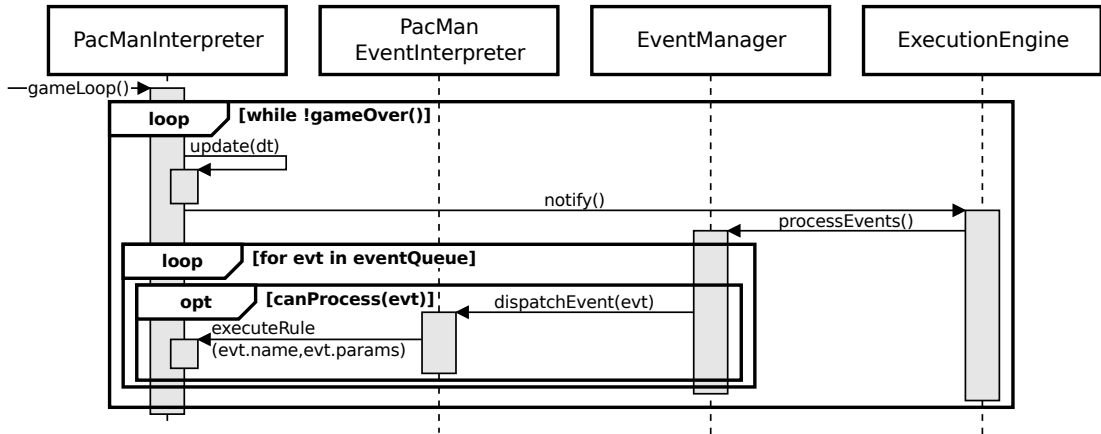 PacManInterpreter
PacMan
EventInterpreter
EventManager
ExecutionEngine
gameLoop()
loop
[while !gameOver()]
update(dt)
notify()
processEvents()
loop
[for evt in eventQueue]
opt
[canProcess(evt)]
dispatchEvent(evt)
executeRule
(evt.name,evt.params)